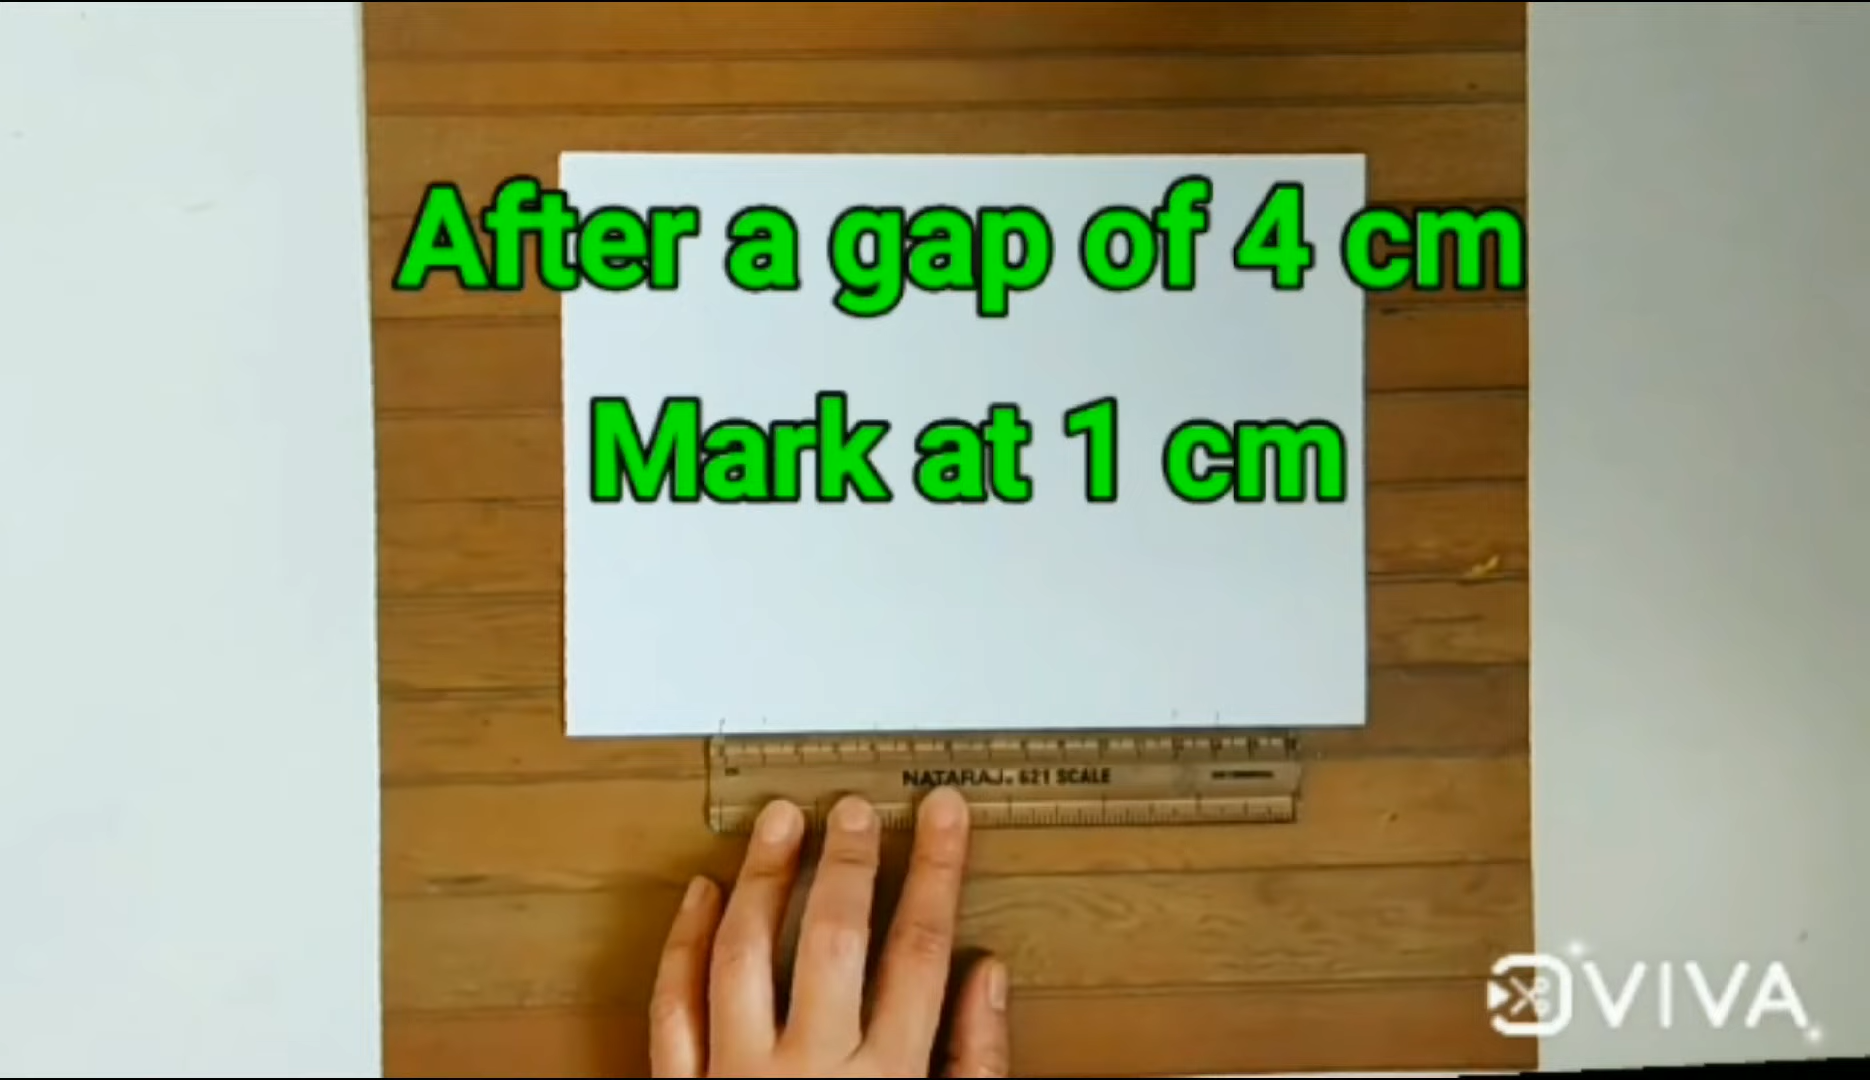 After a gap of 4 cm
Mark at 1 cm
NATARAJ. 621 SCALE
VIVA